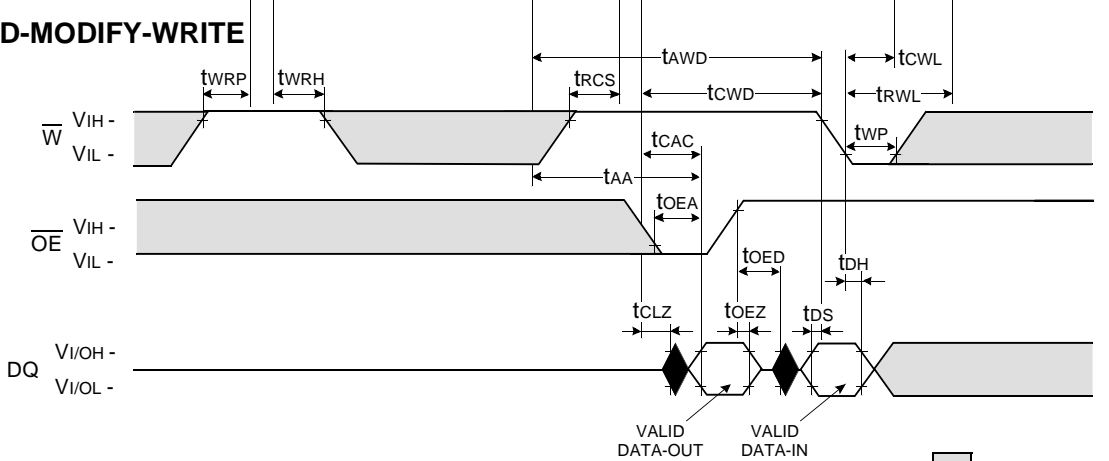 D-MODIFY-WRITE
tAWD
tCWL
tWRP
tWRH
tRCS
tCWD
tRWL
W
VIH -
VIL -
tCAC
tWP
tAA
tOEA
OE
VIH -
VIL -
tOED
tDH
tCLZ
tOEZ
tDS
DQ
VI/OH -
VI/OL -
VALID
DATA-OUT
VALID
DATA-IN